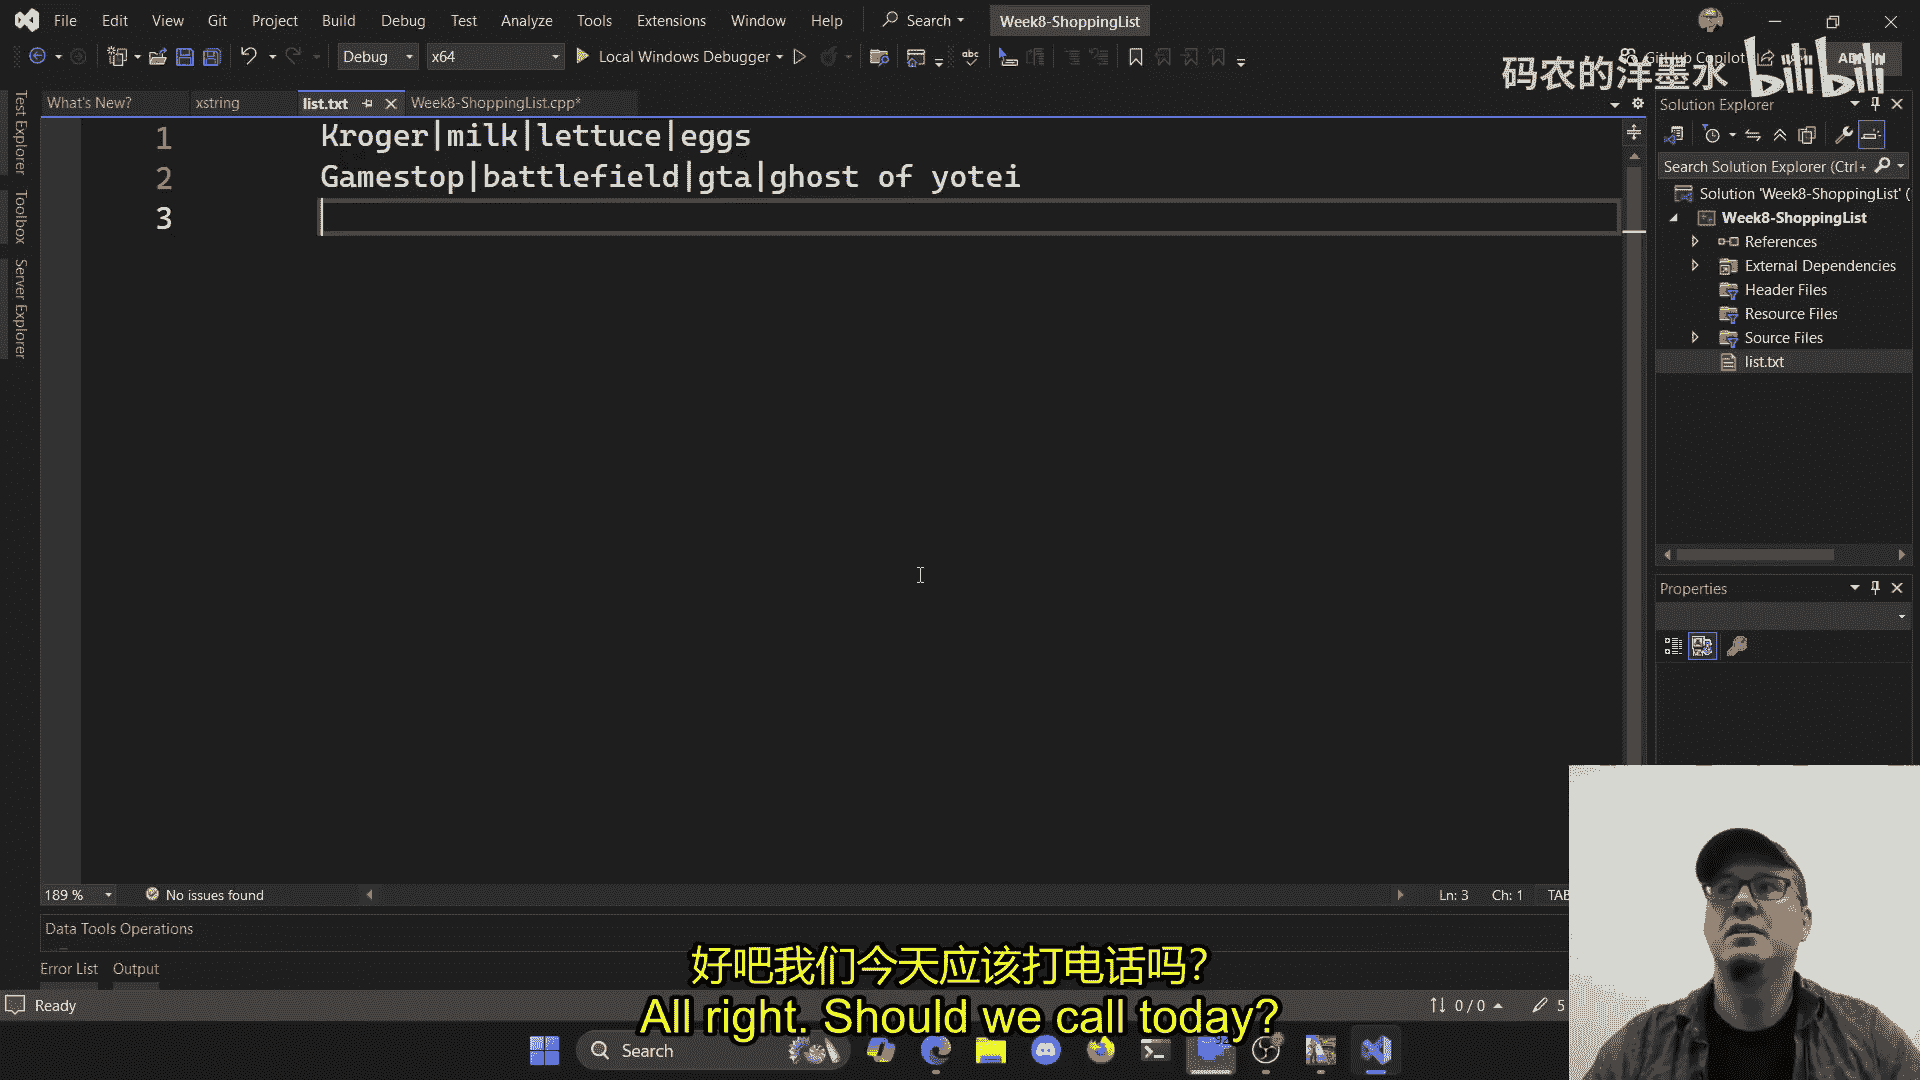 File Edit View Git Project Build Debug Test Analyze Tools Extensions Window Help Search Week8-ShoppingList
Debug x64 Local Windows Debugger GitHub Copilot
码农的洋墨水 bilibili
What's New? xstring list.txt Week8-ShoppingList.cpp*
Test Explorer
Toolbox
Server Explorer
1 Kroger|milk|lettuce|eggs
2 Gamestop|battlefield|gta|ghost of yotei
3
Solution Explorer
Search Solution Explorer (Ctrl+
Solution 'Week8-ShoppingList' (
Week8-ShoppingList
References
External Dependencies
Header Files
Resource Files
Source Files
list.txt
Properties
189 % No issues found Ln: 3 Ch: 1 TAB
Data Tools Operations
Error List Output
Ready 0 / 0 5
好吧我们今天应该打电话吗?
All right. Should we call today?
Search